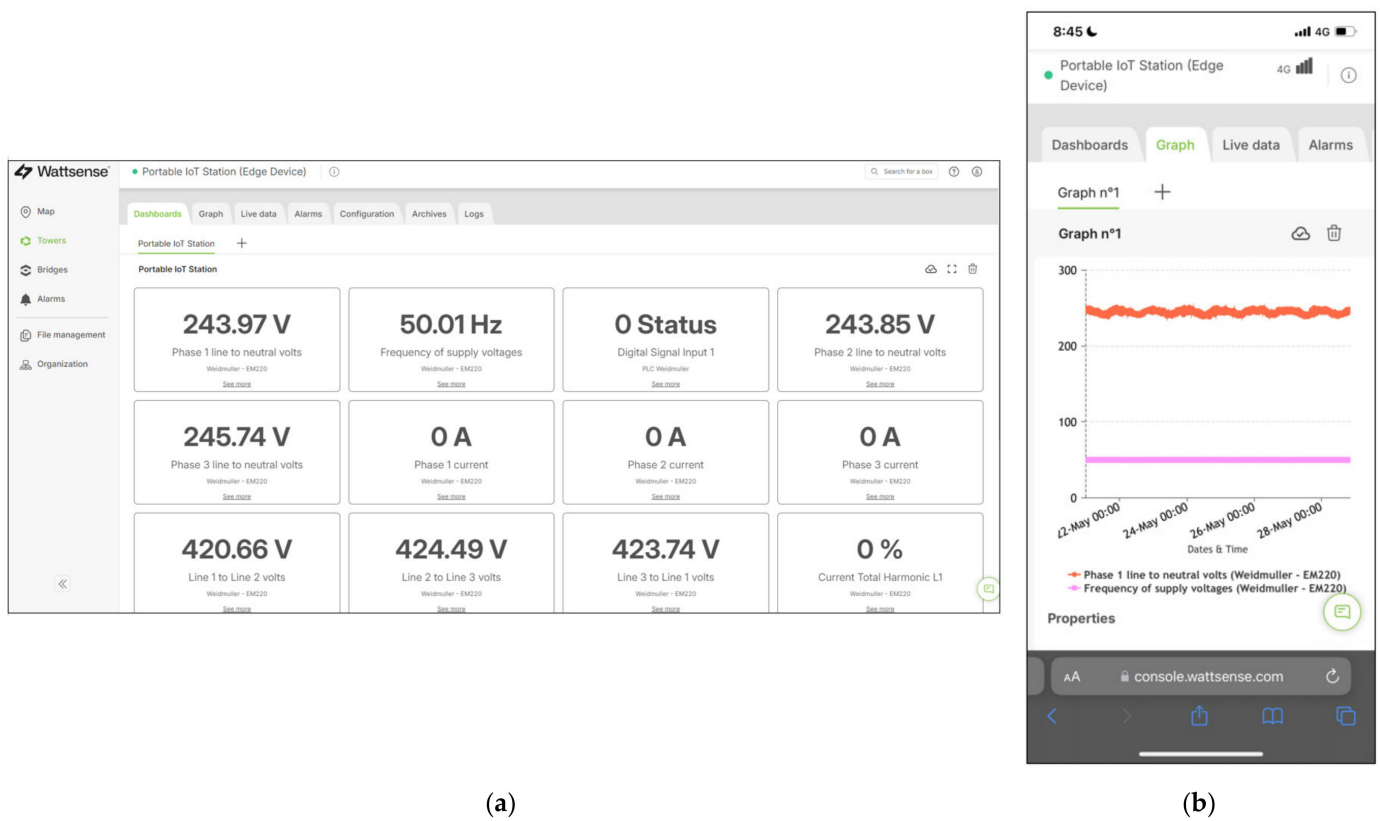 Wattsense®
Portable IoT Station (Edge Device)
Search for a box
Map
Towers
Bridges
Alarms
File management
Organization
Dashboards Graph Live data Alarms Configuration Archives Logs
Portable IoT Station +
Portable IoT Station
243.97 V 50.01 Hz 0 Status 243.85 V
Phase 1 line to neutral volts Frequency of supply voltages Digital Signal Input 1 Phase 2 line to neutral volts
Weidmuller - EM220 Weidmuller - EM220 PLC Weidmuller Weidmuller - EM220
See more See more See more See more
245.74 V 0 A 0 A 0 A
Phase 3 line to neutral volts Phase 1 current Phase 2 current Phase 3 current
Weidmuller - EM220 Weidmuller - EM220 Weidmuller - EM220 Weidmuller - EM220
See more See more See more See more
420.66 V 424.49 V 423.74 V 0 %
Line 1 to Line 2 volts Line 2 to Line 3 volts Line 3 to Line 1 volts Current Total Harmonic L1
Weidmuller - EM220 Weidmuller - EM220 Weidmuller - EM220 Weidmuller - EM220
See more See more See more See more
(a)
8:45 4G
Portable IoT Station (Edge
Device)
4G
Dashboards Graph Live data Alarms
Graph n°1 +
Graph n°1
300
200
100
0
22-May 00:00 24-May 00:00 26-May 00:00 28-May 00:00
Dates & Time
Phase 1 line to neutral volts (Weidmuller - EM220)
Frequency of supply voltages (Weidmuller - EM220)
Properties
AA console.wattsense.com
(b)